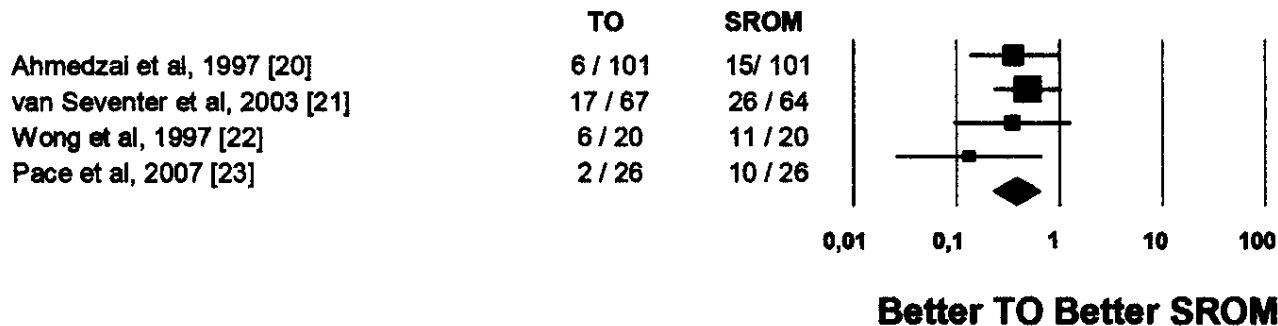 TO SROM
Ahmedzai et al, 1997 [20] 6 / 101 15/ 101
van Seventer et al, 2003 [21] 17 / 67 26 / 64
Wong et al, 1997 [22] 6 / 20 11 / 20
Pace et al, 2007 [23] 2 / 26 10 / 26
0,01 0,1 1 10 100
Better TO Better SROM